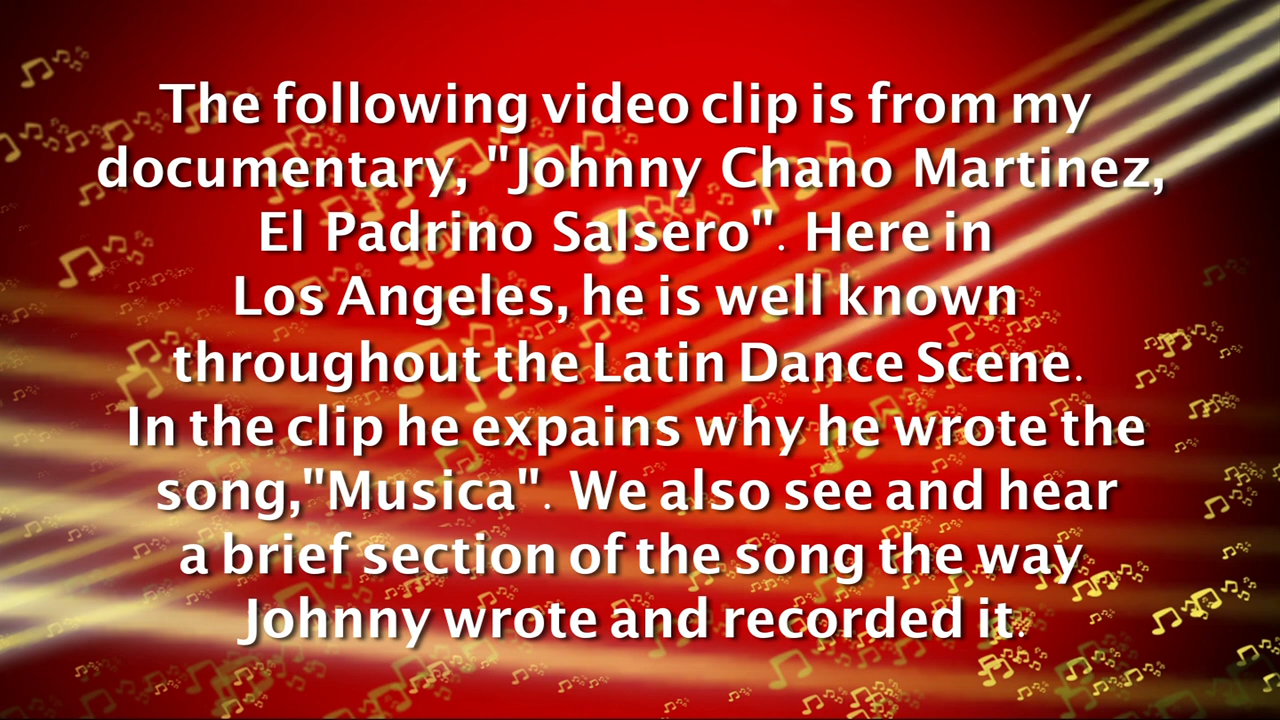 The following video clip is from my
documentary, "Johnny Chano Martinez,
El Padrino Salsero". Here in
Los Angeles, he is well known
throughout the Latin Dance Scene.
In the clip he expains why he wrote the
song,"Musica". We also see and hear
a brief section of the song the way
Johnny wrote and recorded it.